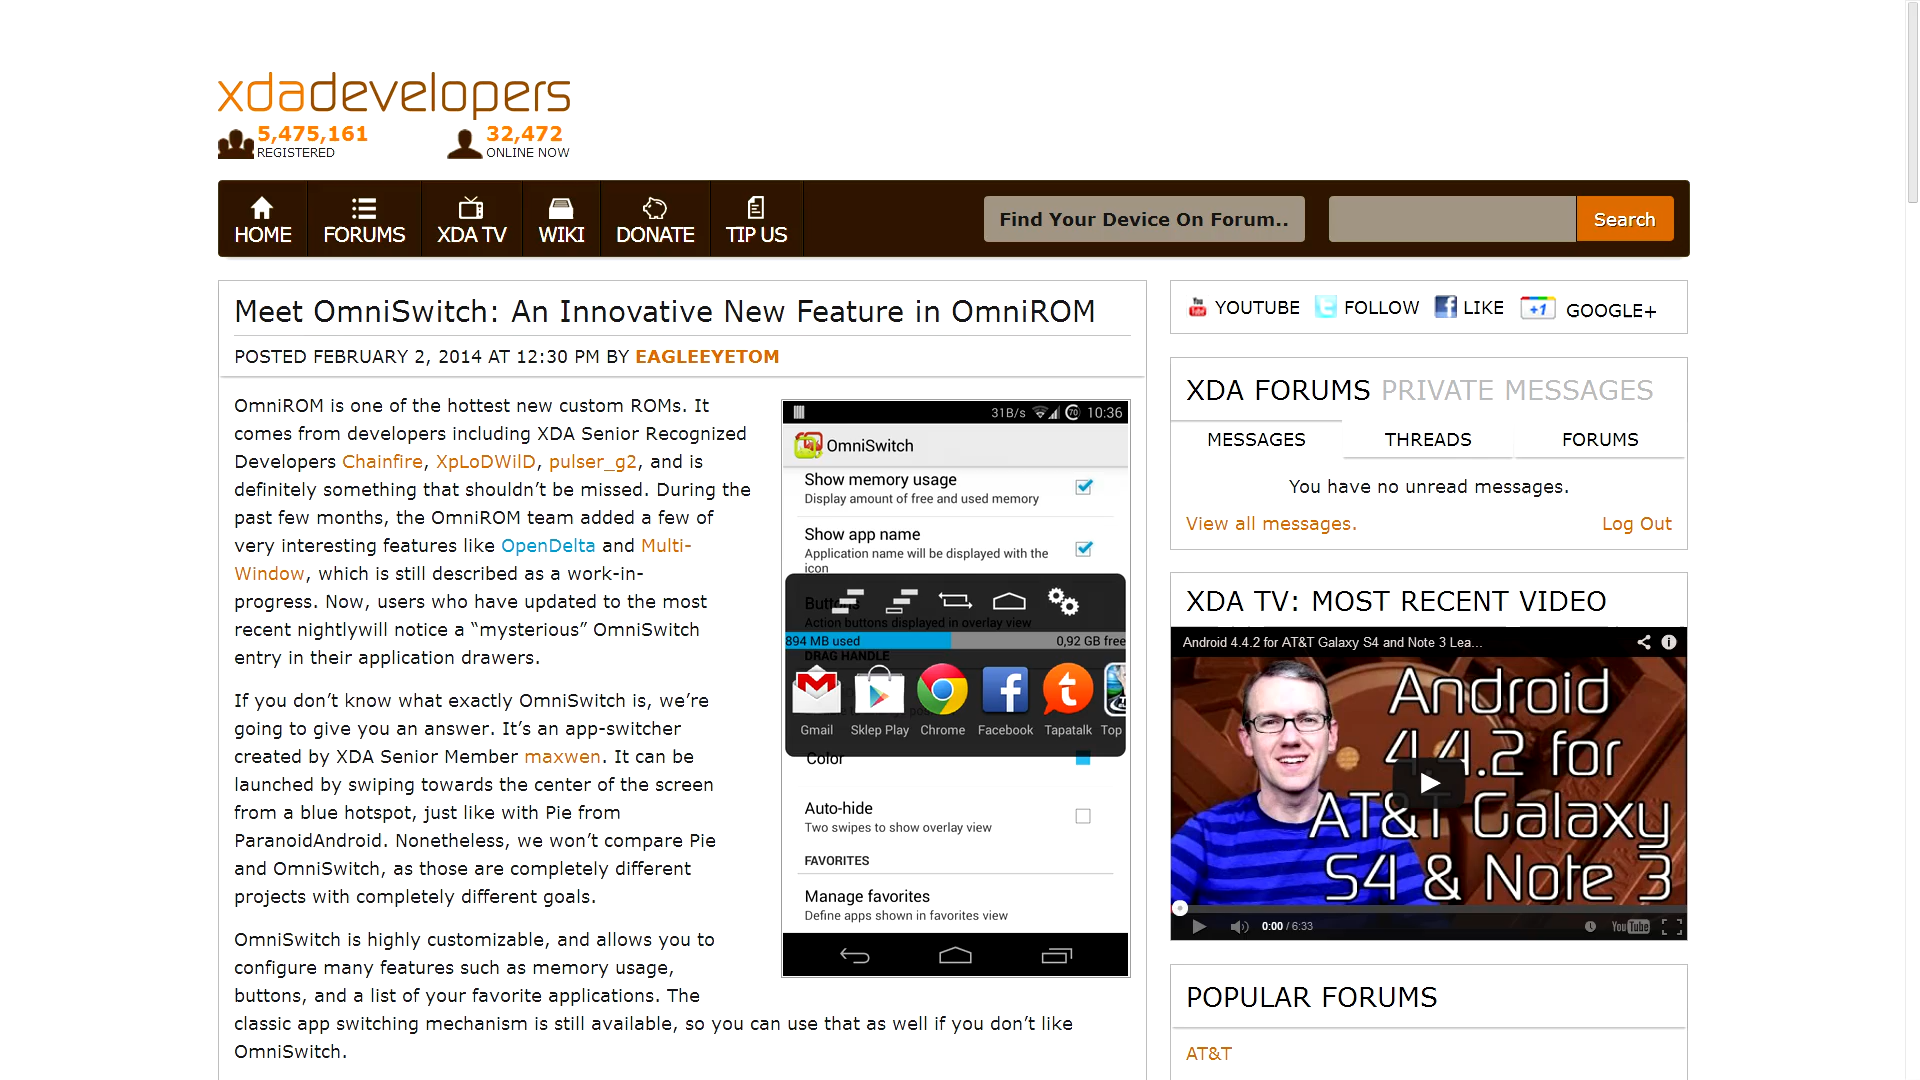 xdadevelopers
5,475,161
REGISTERED
32,472
ONLINE NOW
HOME
FORUMS
XDA TV
WIKI
DONATE
TIP US
Find Your Device On Forum..
Search
Meet OmniSwitch: An Innovative New Feature in OmniROM
POSTED FEBRUARY 2, 2014 AT 12:30 PM BY EAGLEEYETOM
OmniROM is one of the hottest new custom ROMs. It
comes from developers including XDA Senior Recognized
Developers Chainfire, XpLoDWilD, pulser_g2, and is
definitely something that shouldn’t be missed. During the
past few months, the OmniROM team added a few of
very interesting features like OpenDelta and Multi-
Window, which is still described as a work-in-
progress. Now, users who have updated to the most
recent nightlywill notice a “mysterious” OmniSwitch
entry in their application drawers.
If you don’t know what exactly OmniSwitch is, we’re
going to give you an answer. It’s an app-switcher
created by XDA Senior Member maxwen. It can be
launched by swiping towards the center of the screen
from a blue hotspot, just like with Pie from
ParanoidAndroid. Nonetheless, we won’t compare Pie
and OmniSwitch, as those are completely different
projects with completely different goals.
OmniSwitch is highly customizable, and allows you to
configure many features such as memory usage,
buttons, and a list of your favorite applications. The
classic app switching mechanism is still available, so you can use that as well if you don’t like
OmniSwitch.
31B/s 70 10:36
OmniSwitch
Show memory usage
Display amount of free and used memory
Show app name
Application name will be displayed with the
icon
Buttons
Action buttons displayed in overlay view
894 MB used 0,92 GB free
DRAG HANDLE
Gmail
Sklep Play
Chrome
Facebook
Tapatalk
Top
Color
Auto-hide
Two swipes to show overlay view
FAVORITES
Manage favorites
Define apps shown in favorites view
YOUTUBE
FOLLOW
LIKE
+1
GOOGLE+
XDA FORUMS PRIVATE MESSAGES
MESSAGES
THREADS
FORUMS
You have no unread messages.
View all messages.
Log Out
XDA TV: MOST RECENT VIDEO
Android 4.4.2 for AT&T Galaxy S4 and Note 3 Lea...
Android
4.4.2 for
AT&T Galaxy
S4 & Note 3
0:00 / 6:33
YouTube
POPULAR FORUMS
AT&T